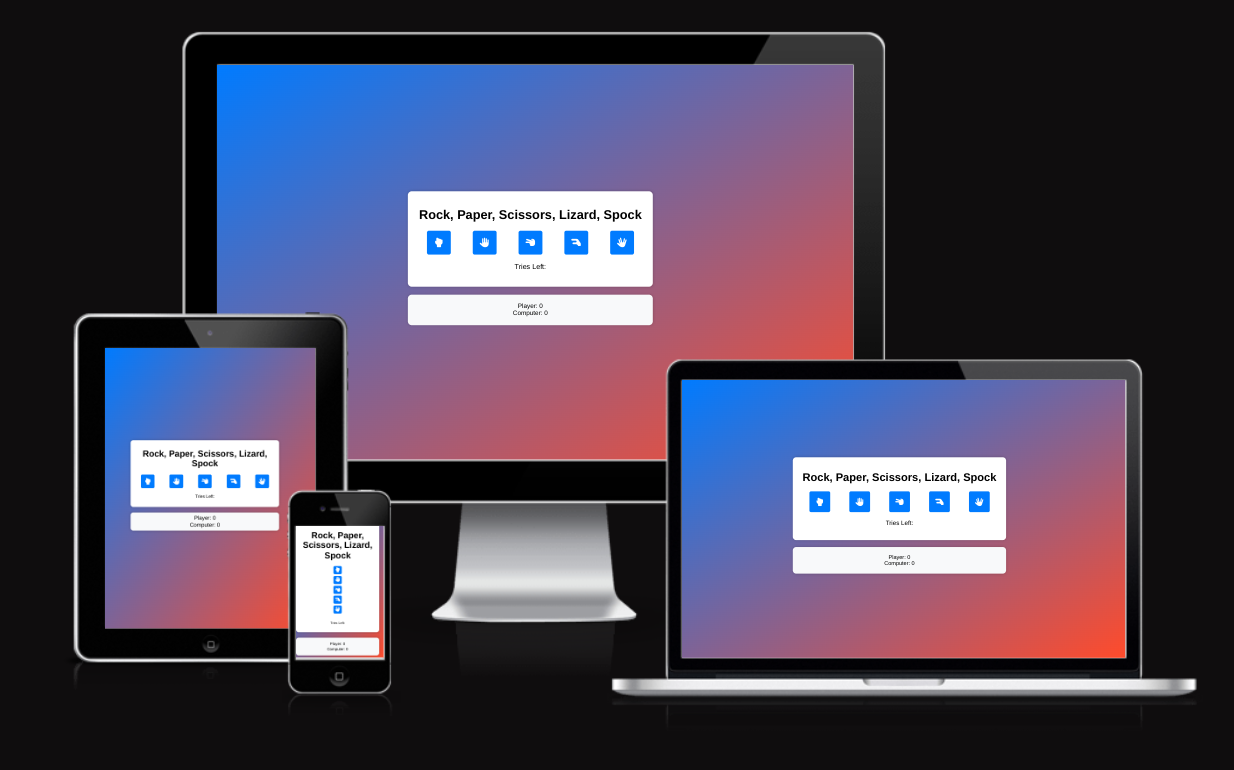 Rock, Paper, Scissors, Lizard, Spock
Tries Left:
Player: 0
Computer: 0
Rock, Paper, Scissors, Lizard,
Spock
Tries Left:
Player: 0
Computer: 0
Rock, Paper,
Scissors, Lizard,
Spock
Tries Left:
Player: 0
Computer: 0
Rock, Paper, Scissors, Lizard, Spock
Tries Left:
Player: 0
Computer: 0